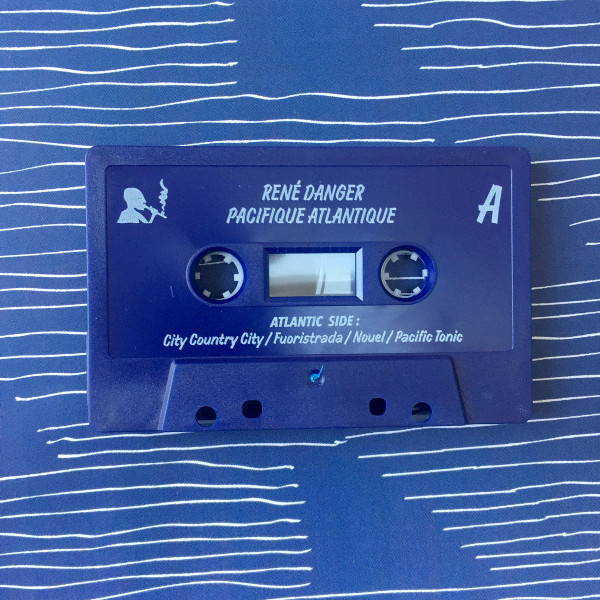 RENÉ DANGER
PACIFIQUE ATLANTIQUE
A
ATLANTIC SIDE :
City Country City / Fuoristrada / Nouel / Pacific Tonic